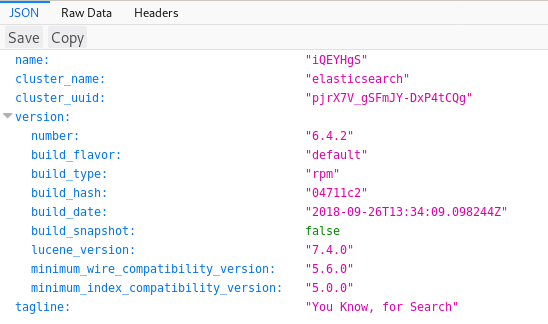 JSON Raw Data Headers
Save Copy
name: "iQEYHgS"
cluster_name: "elasticsearch"
cluster_uuid: "pjrX7V_gSFmJY-DxP4tCQg"
version:
number: "6.4.2"
build_flavor: "default"
build_type: "rpm"
build_hash: "04711c2"
build_date: "2018-09-26T13:34:09.098244Z"
build_snapshot: false
lucene_version: "7.4.0"
minimum_wire_compatibility_version: "5.6.0"
minimum_index_compatibility_version: "5.0.0"
tagline: "You Know, for Search"